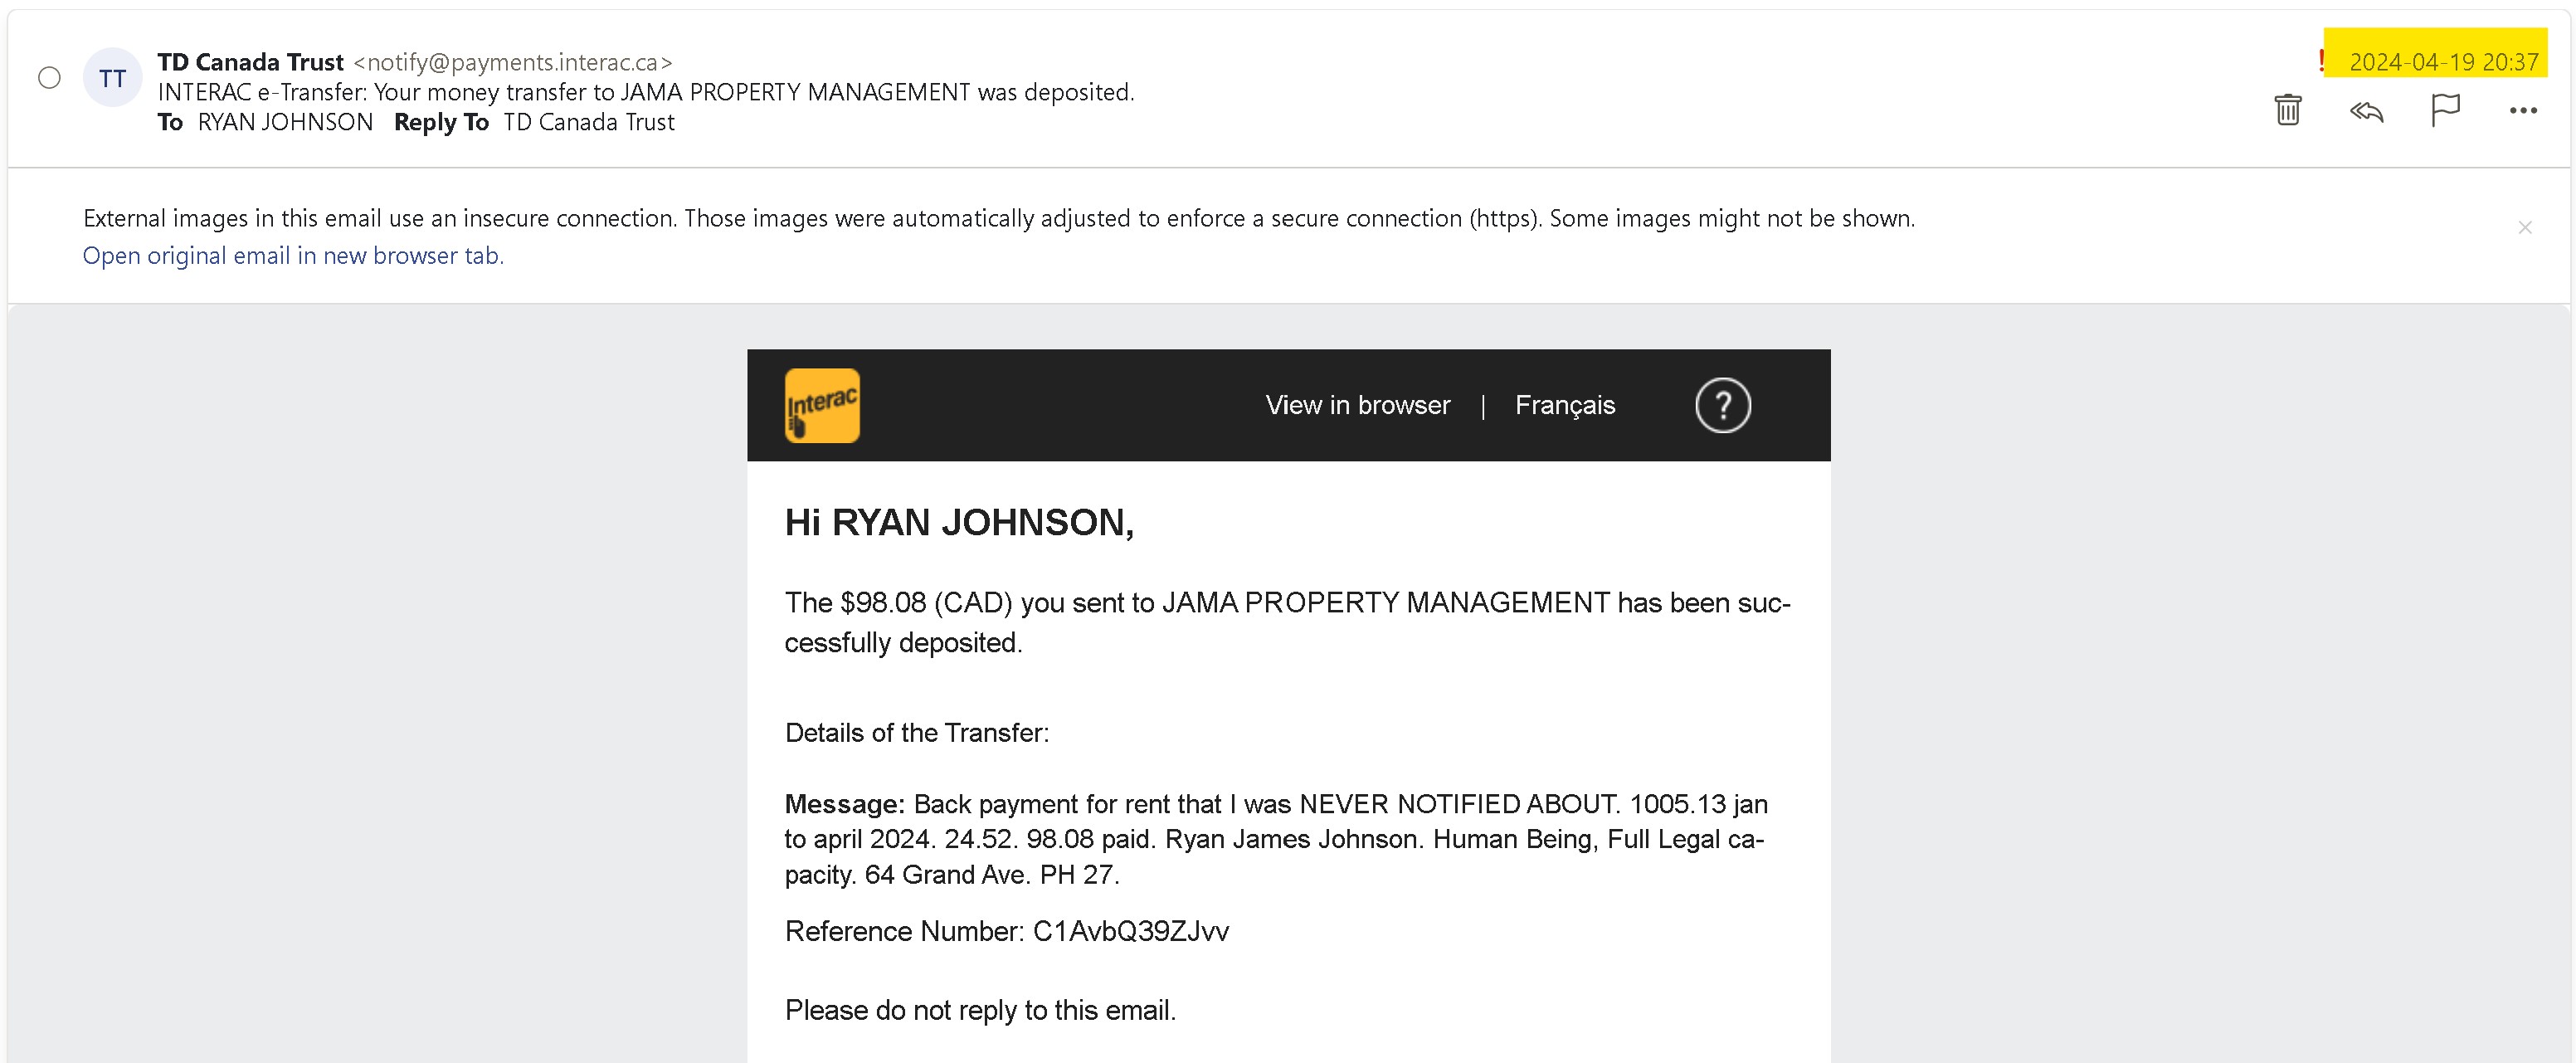 TT
TD Canada Trust <notify@payments.interac.ca>
! 2024-04-19 20:37
INTERAC e-Transfer: Your money transfer to JAMA PROPERTY MANAGEMENT was deposited.
To RYAN JOHNSON Reply To TD Canada Trust
External images in this email use an insecure connection. Those images were automatically adjusted to enforce a secure connection (https). Some images might not be shown.
Open original email in new browser tab.
Interac
View in browser | Français ?
Hi RYAN JOHNSON,
The $98.08 (CAD) you sent to JAMA PROPERTY MANAGEMENT has been suc-
cessfully deposited.
Details of the Transfer:
Message: Back payment for rent that I was NEVER NOTIFIED ABOUT. 1005.13 jan
to april 2024. 24.52. 98.08 paid. Ryan James Johnson. Human Being, Full Legal ca-
pacity. 64 Grand Ave. PH 27.
Reference Number: C1AvbQ39ZJvv
Please do not reply to this email.